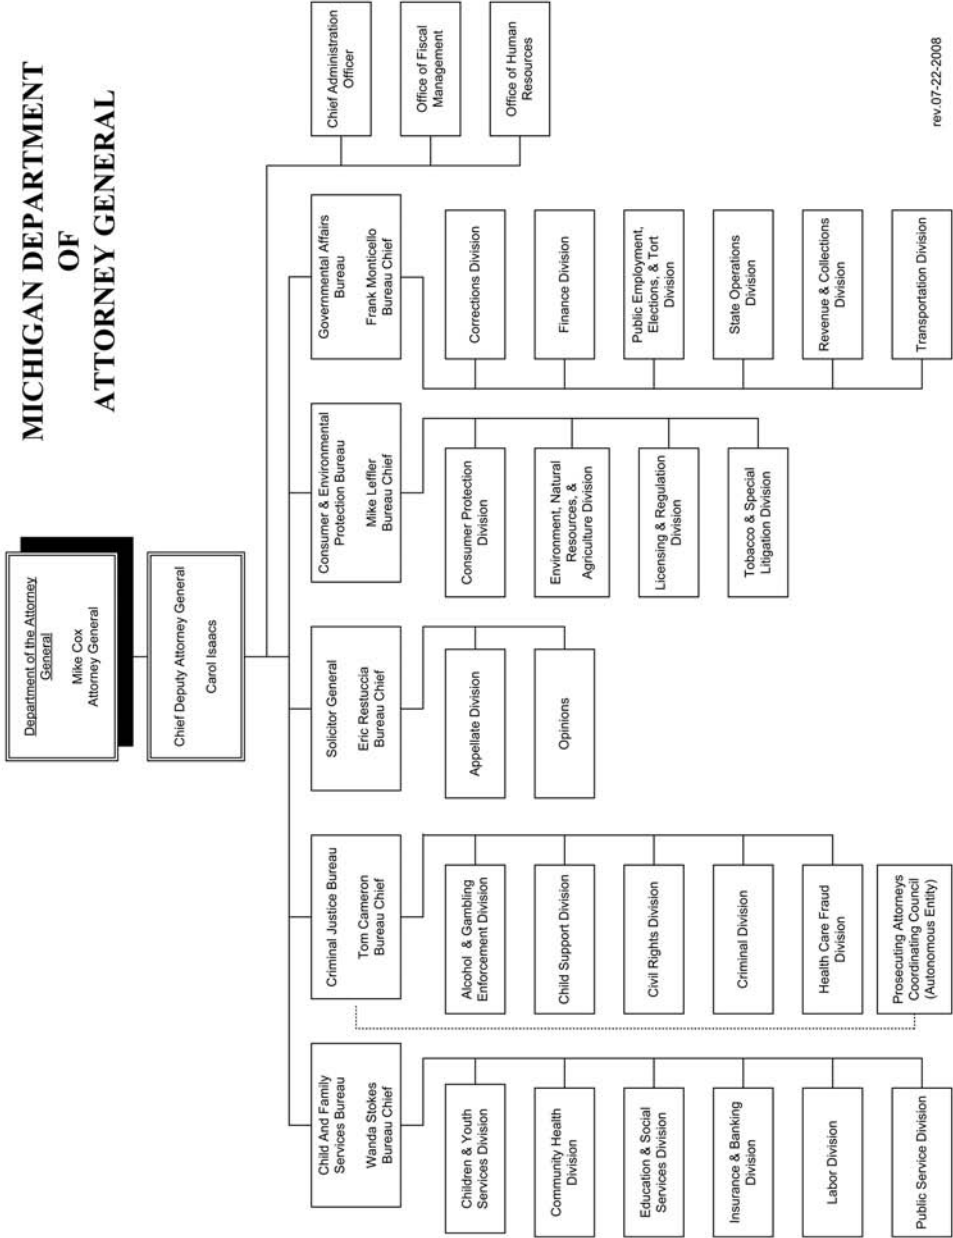 MICHIGAN DEPARTMENT
OF
ATTORNEY GENERAL
Department of the Attorney
General
Mike Cox
Attorney General
Chief Deputy Attorney General
Carol Isaacs
Child And Family
Services Bureau
Wanda Stokes
Bureau Chief
Children & Youth
Services Division
Community Health
Division
Education & Social
Services Division
Insurance & Banking
Division
Labor Division
Public Service Division
Criminal Justice Bureau
Tom Cameron
Bureau Chief
Alcohol & Gambling
Enforcement Division
Child Support Division
Civil Rights Division
Criminal Division
Health Care Fraud
Division
Prosecuting Attorneys
Coordinating Council
(Autonomous Entity)
Solicitor General
Eric Restuccia
Bureau Chief
Appellate Division
Opinions
Consumer & Environmental
Protection Bureau
Mike Leffler
Bureau Chief
Consumer Protection
Division
Environment, Natural
Resources, &
Agriculture Division
Licensing & Regulation
Division
Tobacco & Special
Litigation Division
Governmental Affairs
Bureau
Frank Monticello
Bureau Chief
Corrections Division
Finance Division
Public Employment,
Elections, & Tort
Division
State Operations
Division
Revenue & Collections
Division
Transportation Division
Chief Administration
Officer
Office of Fiscal
Management
Office of Human
Resources
rev.07-22-2008